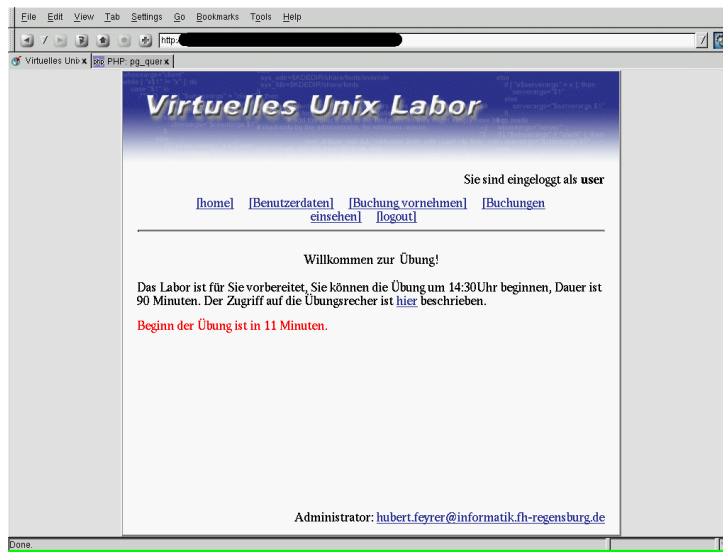 File Edit View Tab Settings Go Bookmarks Tools Help
http:
Virtuelles Uni PHP: pg_quer
Virtuelles Unix Labor
Sie sind eingeloggt als user
[home] [Benutzerdaten] [Buchung vornehmen] [Buchungen
einsehen] [logout]
Willkommen zur Übung!
Das Labor ist für Sie vorbereitet, Sie können die Übung um 14:30Uhr beginnen, Dauer ist
90 Minuten. Der Zugriff auf die Übungsrecher ist hier beschrieben.
Beginn der Übung ist in 11 Minuten.
Administrator: hubert.feyrer@informatik.fh-regensburg.de
Done.